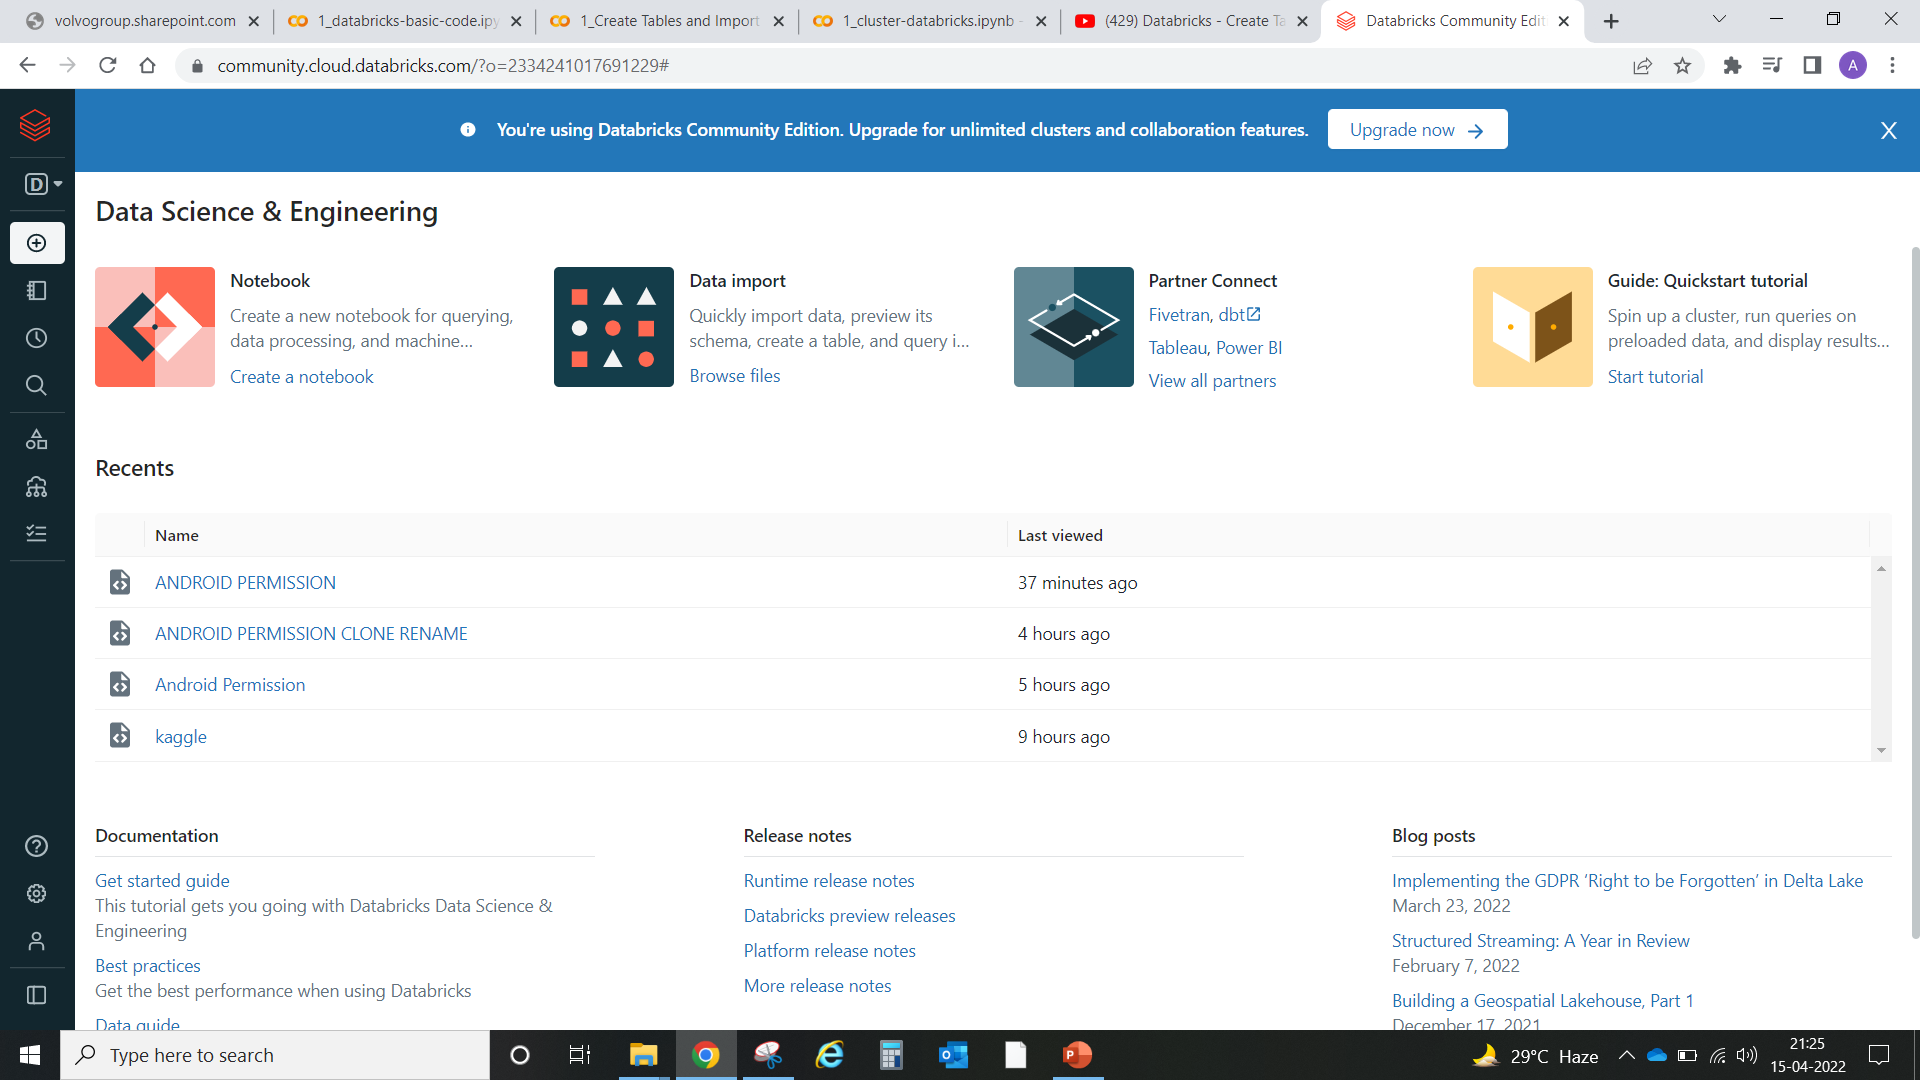 volvogroup.sharepoint.com
1_databricks-basic-code.ipy
1_Create Tables and Import
1_cluster-databricks.ipynb -
(429) Databricks - Create Ta
Databricks Community Edit
community.cloud.databricks.com/?o=2334241017691229#
A
You're using Databricks Community Edition. Upgrade for unlimited clusters and collaboration features.
Upgrade now
X
D
Data Science & Engineering
Notebook
Create a new notebook for querying,
data processing, and machine...
Create a notebook
Data import
Quickly import data, preview its
schema, create a table, and query i...
Browse files
Partner Connect
Fivetran, dbt
Tableau, Power BI
View all partners
Guide: Quickstart tutorial
Spin up a cluster, run queries on
preloaded data, and display results...
Start tutorial
Recents
Name Last viewed
ANDROID PERMISSION 37 minutes ago
ANDROID PERMISSION CLONE RENAME 4 hours ago
Android Permission 5 hours ago
kaggle 9 hours ago
Documentation
Get started guide
This tutorial gets you going with Databricks Data Science &
Engineering
Best practices
Get the best performance when using Databricks
Data guide
Release notes
Runtime release notes
Databricks preview releases
Platform release notes
More release notes
Blog posts
Implementing the GDPR ‘Right to be Forgotten’ in Delta Lake
March 23, 2022
Structured Streaming: A Year in Review
February 7, 2022
Building a Geospatial Lakehouse, Part 1
December 17, 2021
Type here to search
29°C Haze
21:25
15-04-2022